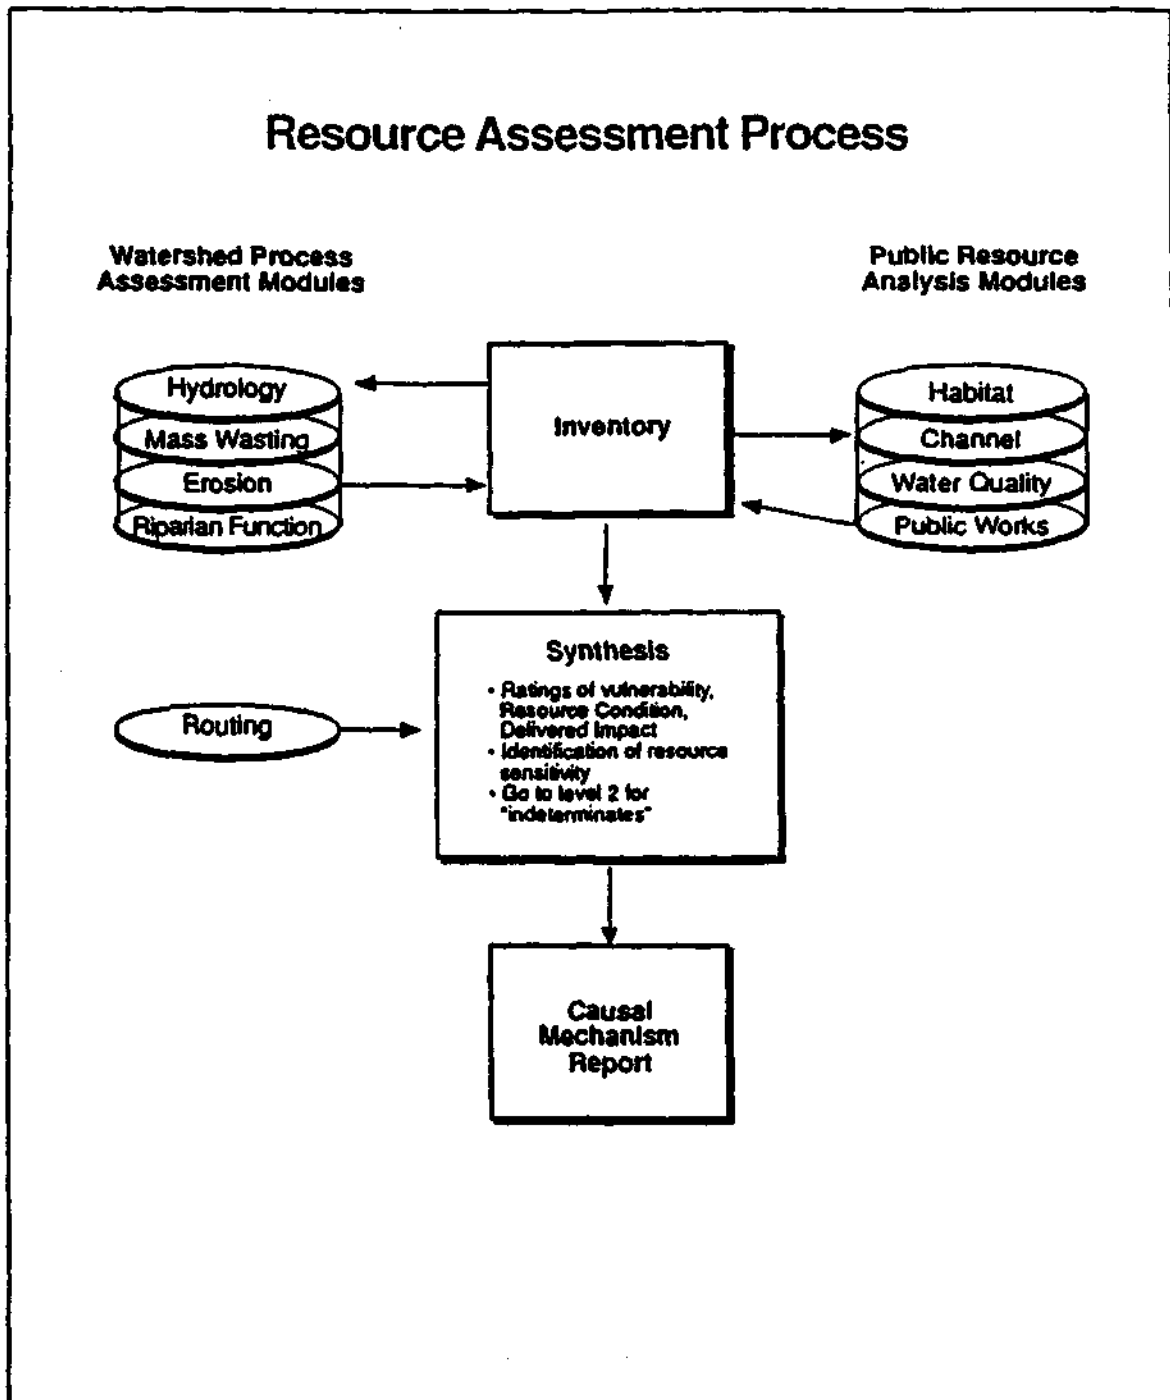 Resource Assessment Process
Watershed Process
Assessment Modules
Public Resource
Analysis Modules
Hydrology
Mass Wasting
Erosion
Riparian Function
Inventory
Habitat
Channel
Water Quality
Public Works
Synthesis
• Ratings of vulnerability,
Resource Condition,
Delivered Impact
• Identification of resource
sensitivity
• Go to level 2 for
"indeterminates"
Routing
Causal
Mechanism
Report